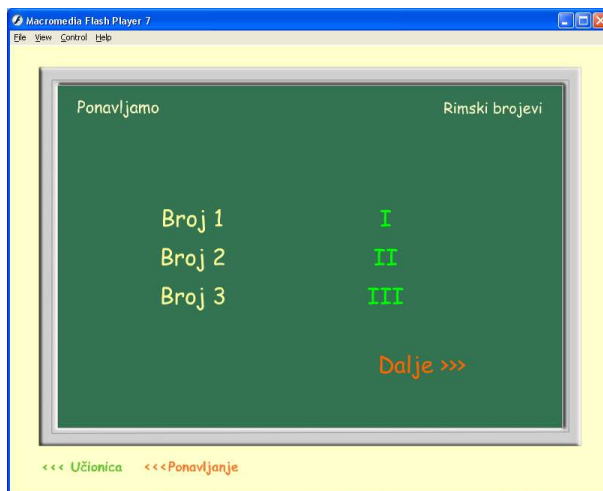 Macromedia Flash Player 7
File View Control Help
Ponavljamo Rimski brojevi
Broj 1 I
Broj 2 II
Broj 3 III
Dalje >>>
<<< Učionica <<<Ponavljanje